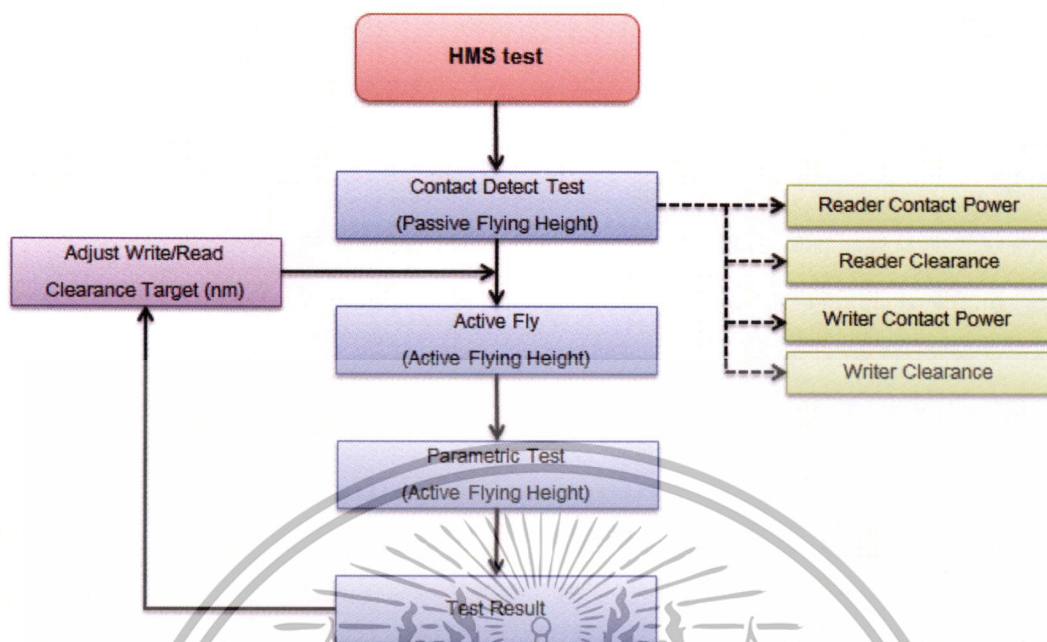 HMS test
Contact Detect Test
(Passive Flying Height)
Reader Contact Power
Reader Clearance
Writer Contact Power
Writer Clearance
Adjust Write/Read
Clearance Target (nm)
Active Fly
(Active Flying Height)
Parametric Test
(Active Flying Height)
Test Result